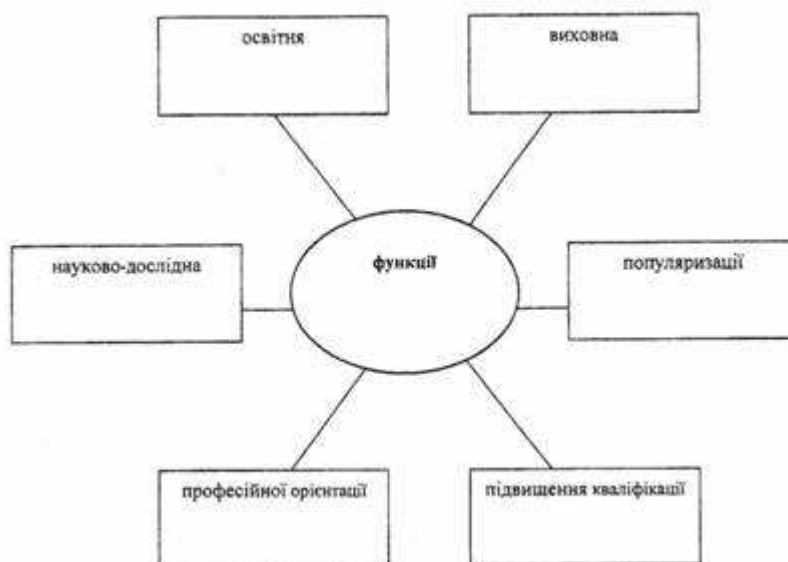 освітня
виховна
науково-дослідна
функції
популяризації
професійної орієнтації
підвищення кваліфікації